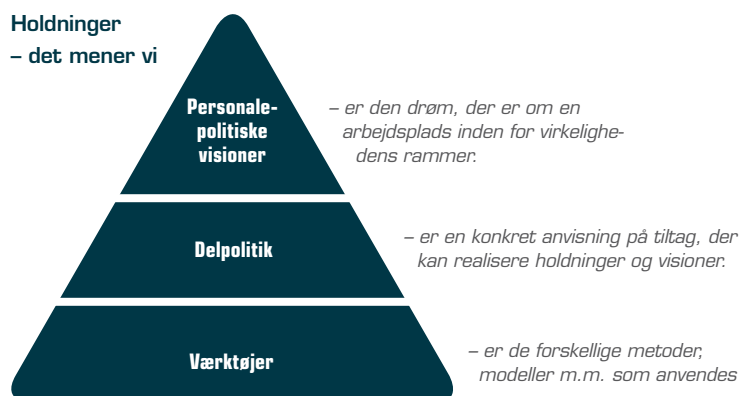 Holdninger
– det mener vi
Personale-
politiske
visioner
– er den drøm, der er om en
arbejdsplads inden for virkelighe-
dens rammer.
Delpolitik
– er en konkret anvisning på tiltag, der
kan realisere holdninger og visioner.
Værktøjer
– er de forskellige metoder,
modeller m.m. som anvendes